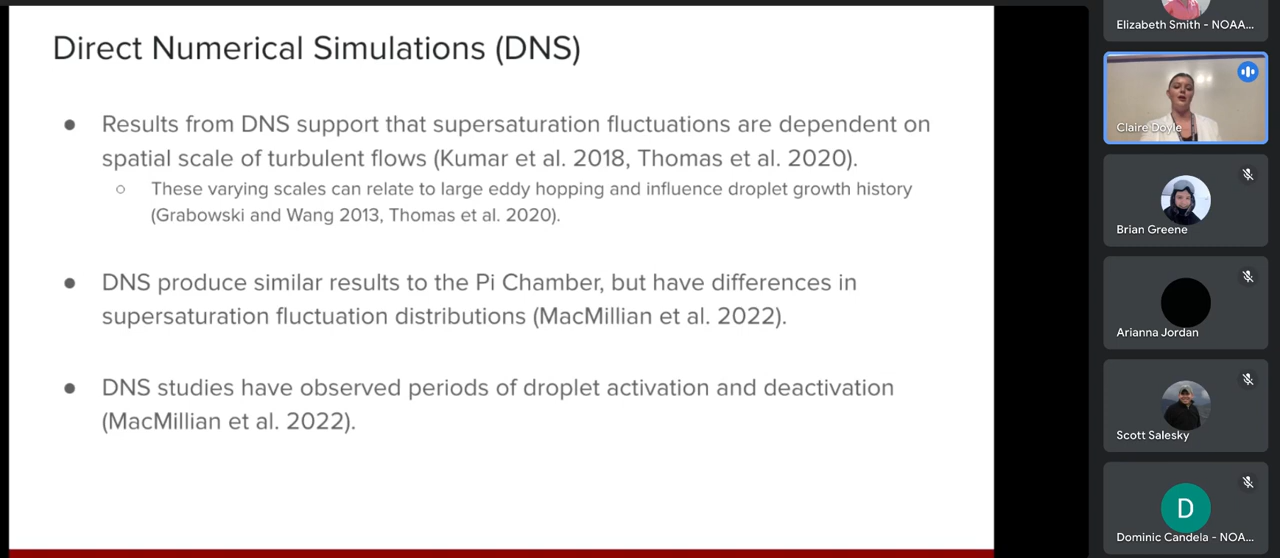 Direct Numerical Simulations (DNS)
● Results from DNS support that supersaturation fluctuations are dependent on
spatial scale of turbulent flows (Kumar et al. 2018, Thomas et al. 2020).
○ These varying scales can relate to large eddy hopping and influence droplet growth history
(Grabowski and Wang 2013, Thomas et al. 2020).
● DNS produce similar results to the Pi Chamber, but have differences in
supersaturation fluctuation distributions (MacMillian et al. 2022).
● DNS studies have observed periods of droplet activation and deactivation
(MacMillian et al. 2022).
Elizabeth Smith - NOAA...
Claire Doyle
Brian Greene
Arianna Jordan
Scott Salesky
D
Dominic Candela - NOA...